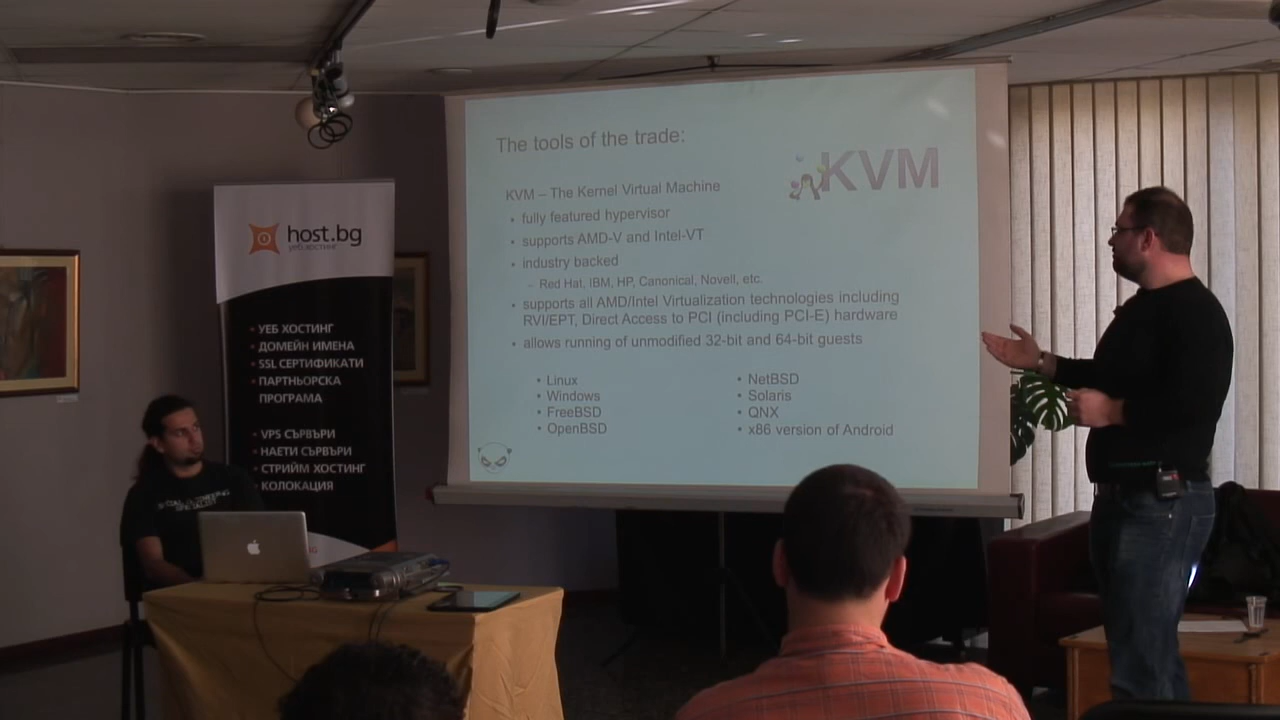 The tools of the trade:
KVM
KVM – The Kernel Virtual Machine
• fully featured hypervisor
• supports AMD-V and Intel-VT
• industry backed
– Red Hat, IBM, HP, Canonical, Novell, etc.
• supports all AMD/Intel Virtualization technologies including
RVI/EPT, Direct Access to PCI (including PCI-E) hardware
• allows running of unmodified 32-bit and 64-bit guests
• Linux
• Windows
• FreeBSD
• OpenBSD
• NetBSD
• Solaris
• QNX
• x86 version of Android
host.bg
уеб хостинг
• УЕБ ХОСТИНГ
• ДОМЕЙН ИМЕНА
• SSL СЕРТИФИКАТИ
• ПАРТНЬОРСКА
ПРОГРАМА
• VPS СЪРВЪРИ
• НАЕТИ СЪРВЪРИ
• СТРИЙМ ХОСТИНГ
• КОЛОКАЦИЯ